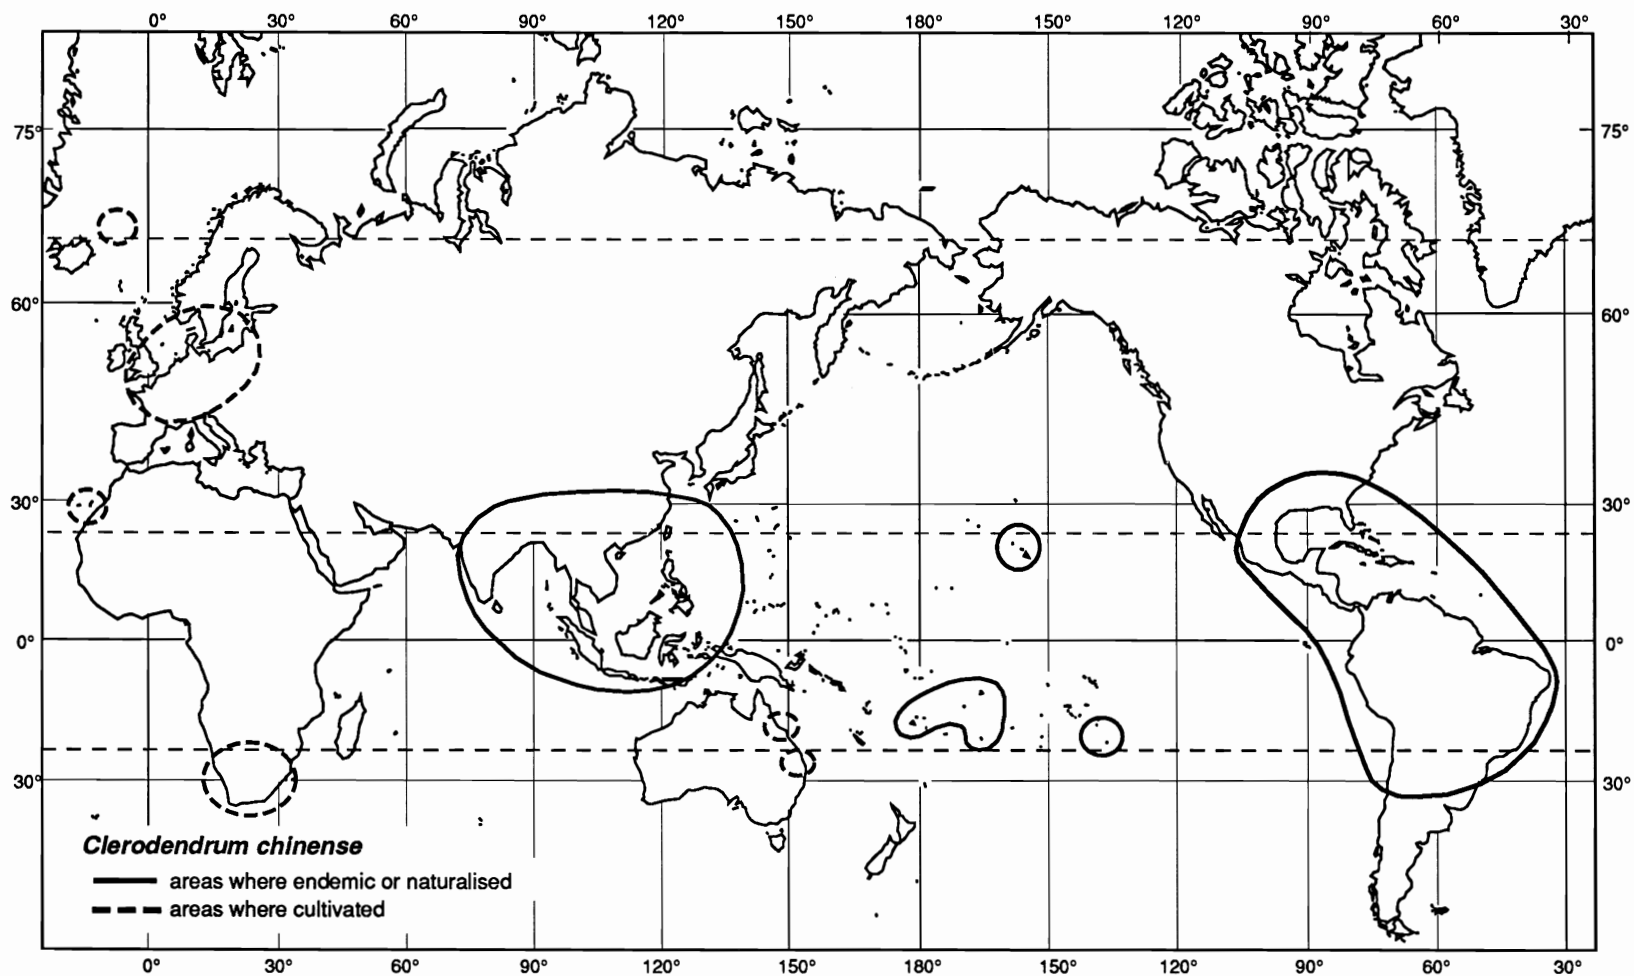 0° 30° 60° 90° 120° 150° 180° 150° 120° 90° 60° 30°
75° 75°
60° 60°
30° 30°
0° 0°
30° 30°
Clerodendrum chinense
areas where endemic or naturalised
areas where cultivated
0° 30° 60° 90° 120° 150° 180° 150° 120° 90° 60° 30°